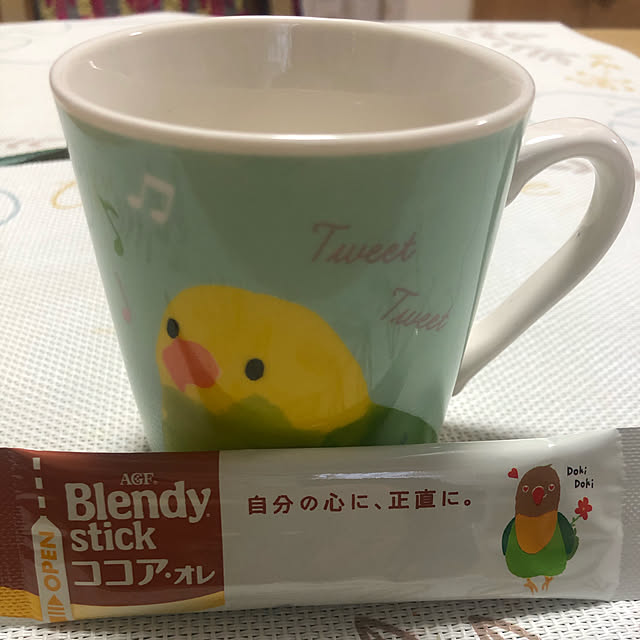 Tweet
Tweet
AGF®
Blendy®
stick
ココア・オレ
OPEN
自分の心に、正直に。
Doki
Doki